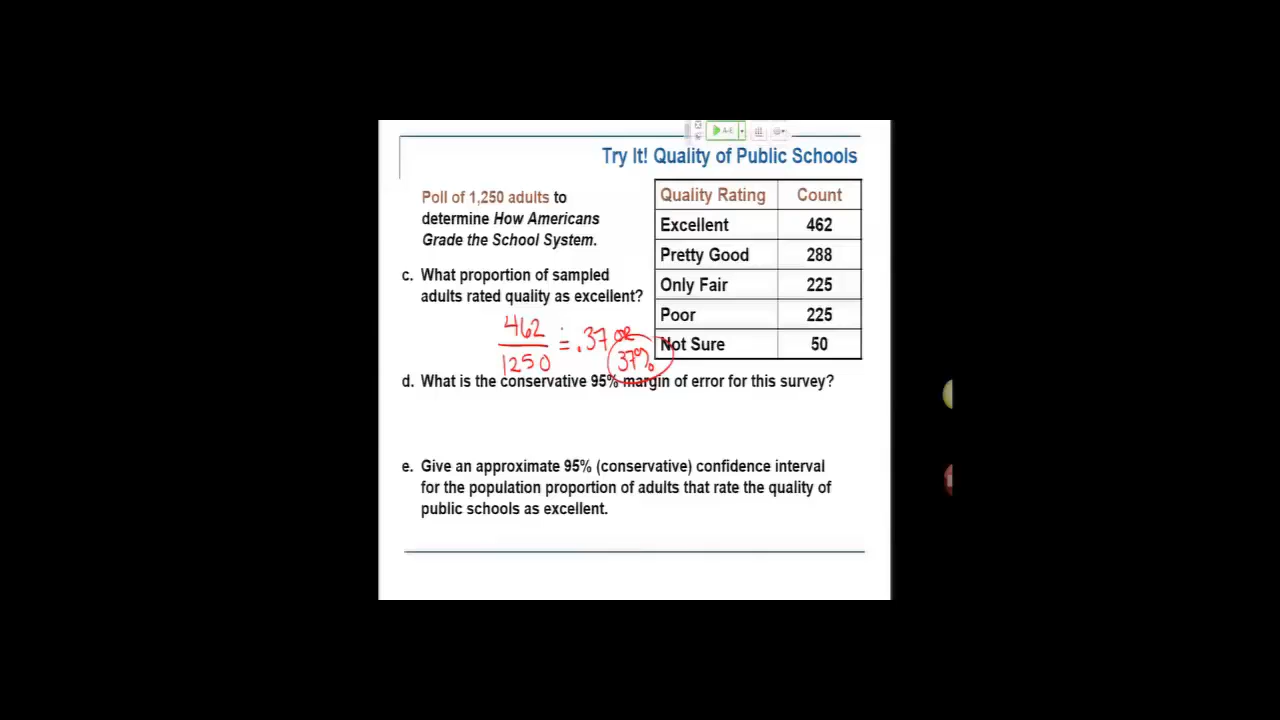 A-E
Try It! Quality of Public Schools
Poll of 1,250 adults to
determine How Americans
Grade the School System.
Quality Rating Count
Excellent 462
Pretty Good 288
Only Fair 225
Poor 225
Not Sure 50
c. What proportion of sampled
adults rated quality as excellent?
462
1250
= .37 or
37%
d. What is the conservative 95% margin of error for this survey?
e. Give an approximate 95% (conservative) confidence interval
for the population proportion of adults that rate the quality of
public schools as excellent.